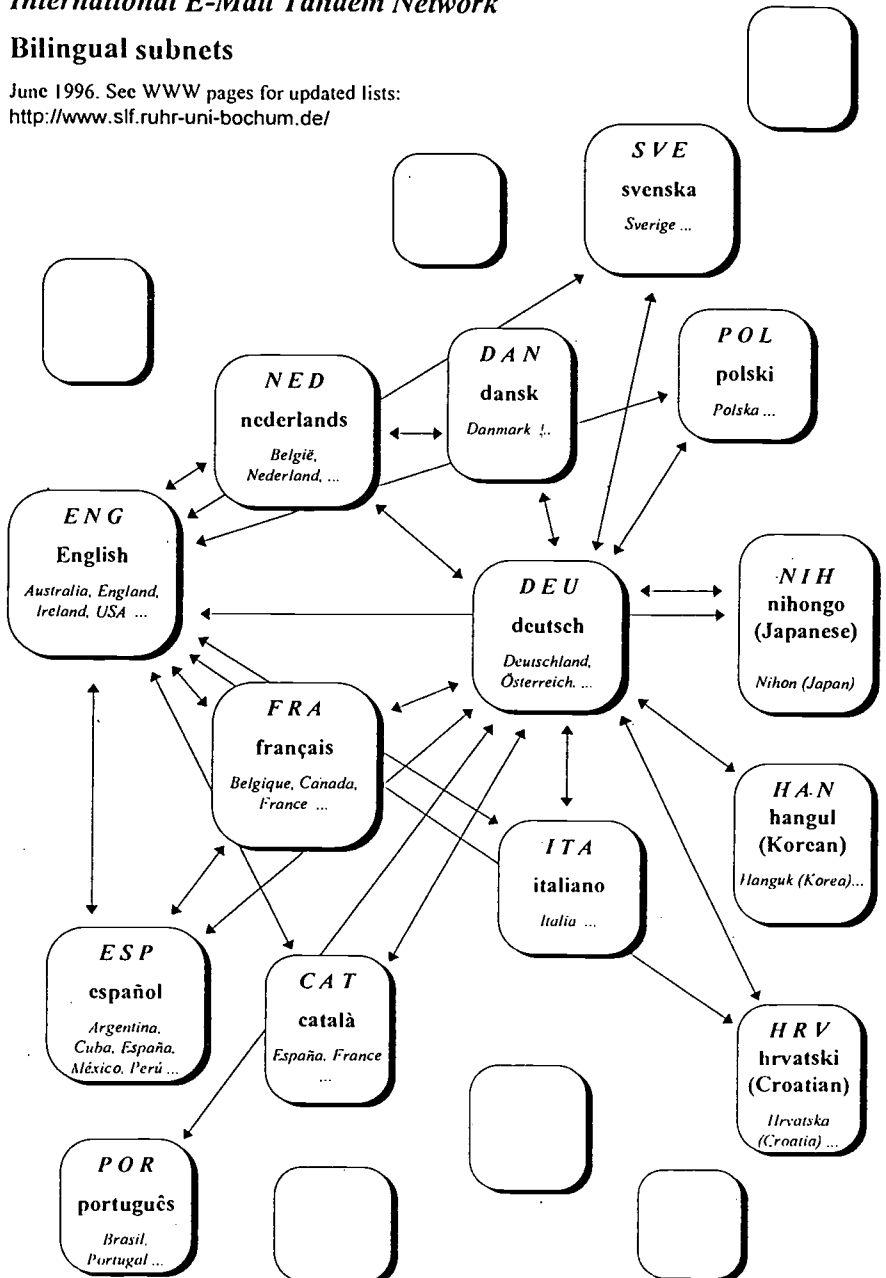 International E-Mail Tandem Network
Bilingual subnets
June 1996. See WWW pages for updated lists:
http://www.slf.ruhr-uni-bochum.de/
SVE
svenska
Sverige ...
POL
polski
Polska ...
DAN
dansk
Danmark ...
NED
nederlands
België,
Nederland, ...
ENG
English
Australia, England,
Ireland, USA ...
DEU
deutsch
Deutschland,
Österreich, ...
NIH
nihongo
(Japanese)
Nihon (Japan)
FRA
français
Belgique, Canada,
France ...
HAN
hangul
(Korean)
Hanguk (Korea)...
ITA
italiano
Italia ...
ESP
español
Argentina,
Cuba, España,
México, Perú ...
CAT
català
España, France
...
HRV
hrvatski
(Croatian)
Hrvatska
(Croatia) ...
POR
português
Brasil,
Portugal ...